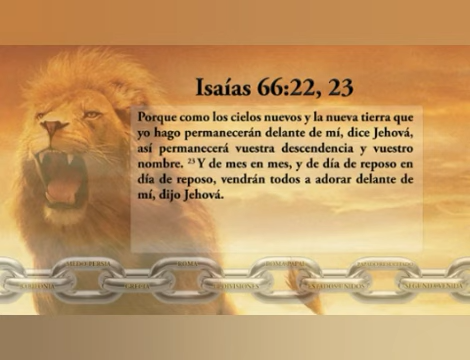 Isaías 66:22, 23
Porque como los cielos nuevos y la nueva tierra que
yo hago permanecerán delante de mí, dice Jehová,
así permanecerá vuestra descendencia y vuestro
nombre. ²³ Y de mes en mes, y de día de reposo en
día de reposo, vendrán todos a adorar delante de
mí, dijo Jehová.